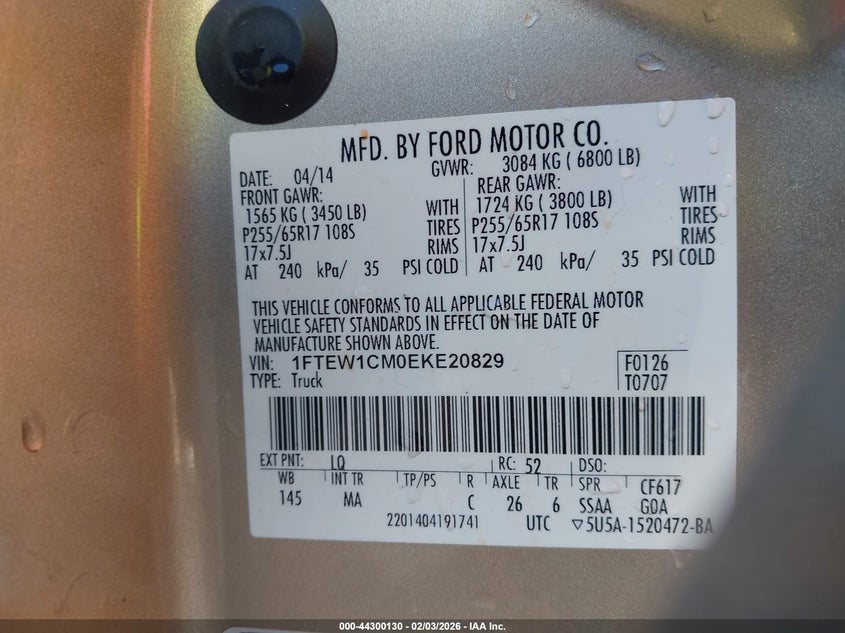 MFD. BY FORD MOTOR CO.
DATE: 04/14 GVWR: 3084 KG ( 6800 LB)
FRONT GAWR: REAR GAWR:
1565 KG ( 3450 LB) WITH 1724 KG ( 3800 LB) WITH
P255/65R17 108S TIRES P255/65R17 108S TIRES
17x7.5J RIMS 17x7.5J RIMS
AT 240 kPa/ 35 PSI COLD AT 240 kPa/ 35 PSI COLD
THIS VEHICLE CONFORMS TO ALL APPLICABLE FEDERAL MOTOR
VEHICLE SAFETY STANDARDS IN EFFECT ON THE DATE OF
MANUFACTURE SHOWN ABOVE.
VIN: 1FTEW1CM0EKE20829 F0126
TYPE: Truck T0707
EXT PNT: LQ RC: 52 DSO:
WB INT TR TP/PS R AXLE TR SPR CF617
145 MA C 26 6 SSAA GOA
2201404191741 UTC ▽5U5A-1520472-BA
000-44300130 - 02/03/2026 - IAA Inc.